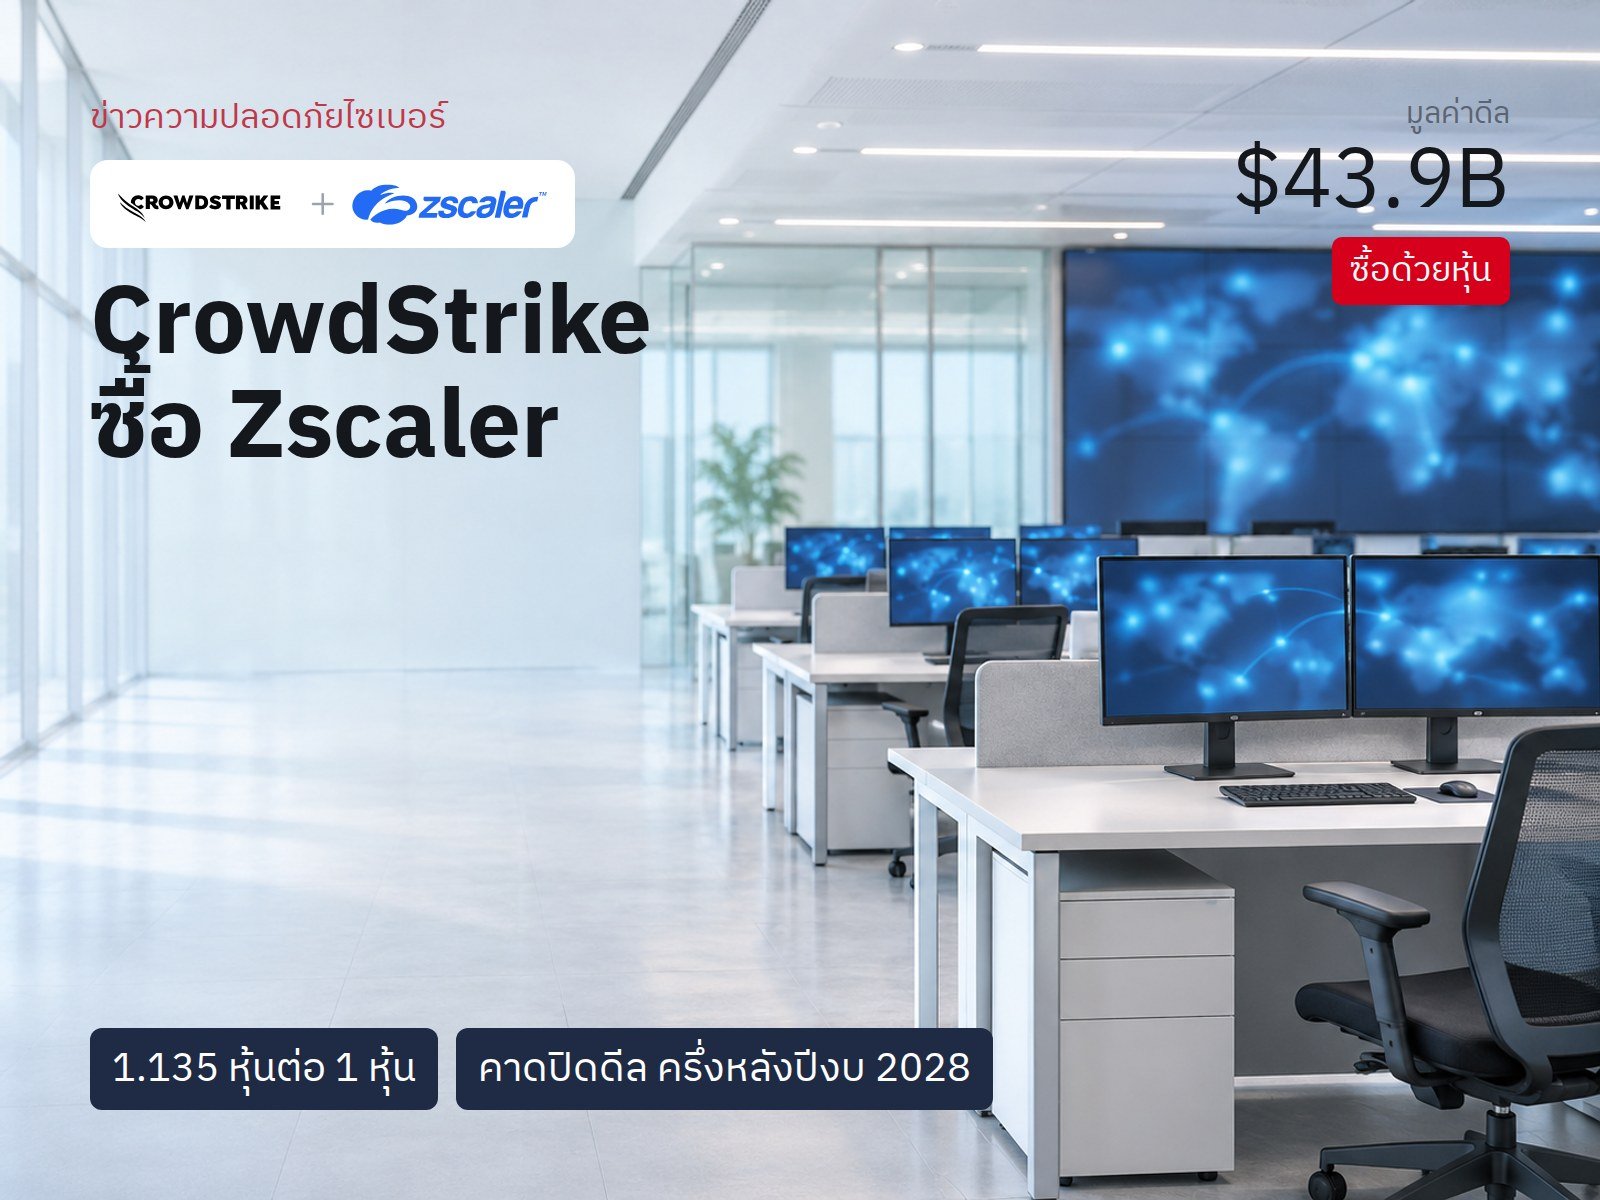 ข่าวความปลอดภัยไซเบอร์
CROWDSTRIKE + zscaler™
CrowdStrike
ซื้อ Zscaler
มูลค่าดีล
$43.9B
ซื้อด้วยหุ้น
1.135 หุ้นต่อ 1 หุ้น
คาดปิดดีล ครึ่งหลังปีงบ 2028